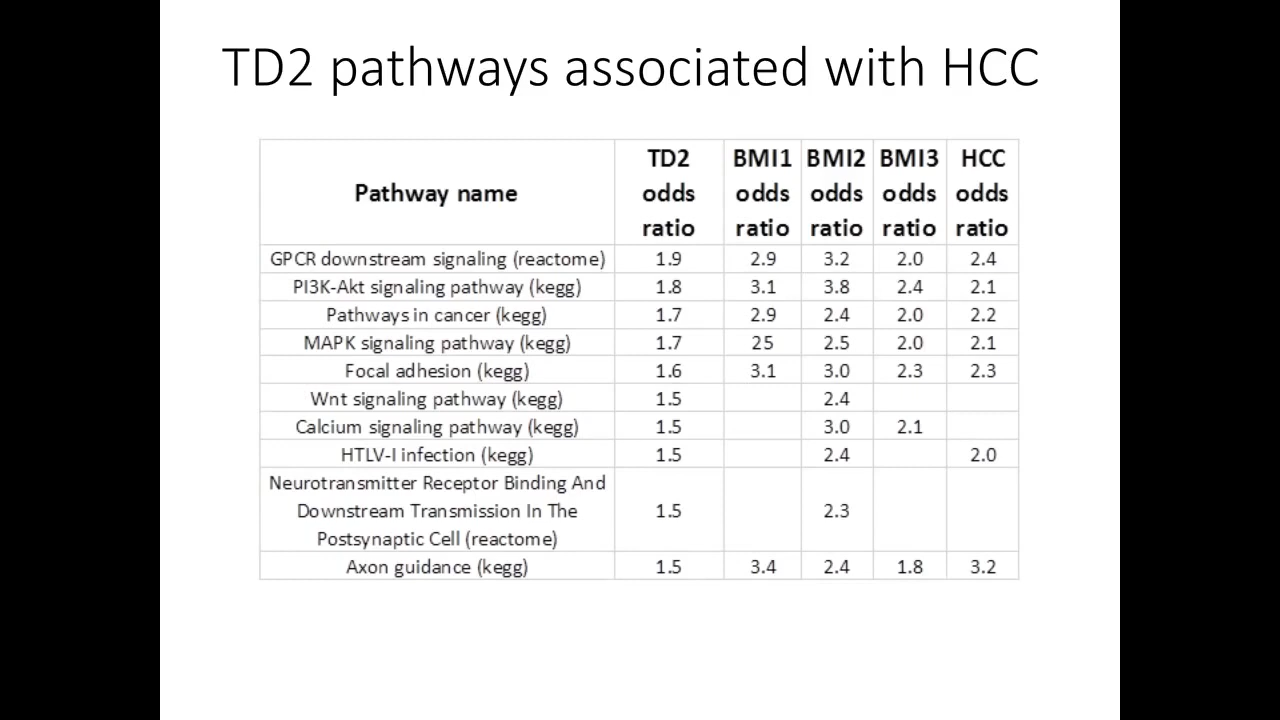 TD2 pathways associated with HCC
Pathway name TD2 odds ratio BMI1 odds ratio BMI2 odds ratio BMI3 odds ratio HCC odds ratio
GPCR downstream signaling (reactome) 1.9 2.9 3.2 2.0 2.4
PI3K-Akt signaling pathway (kegg) 1.8 3.1 3.8 2.4 2.1
Pathways in cancer (kegg) 1.7 2.9 2.4 2.0 2.2
MAPK signaling pathway (kegg) 1.7 25 2.5 2.0 2.1
Focal adhesion (kegg) 1.6 3.1 3.0 2.3 2.3
Wnt signaling pathway (kegg) 1.5 2.4
Calcium signaling pathway (kegg) 1.5 3.0 2.1
HTLV-I infection (kegg) 1.5 2.4 2.0
Neurotransmitter Receptor Binding And
Downstream Transmission In The
Postsynaptic Cell (reactome) 1.5 2.3
Axon guidance (kegg) 1.5 3.4 2.4 1.8 3.2